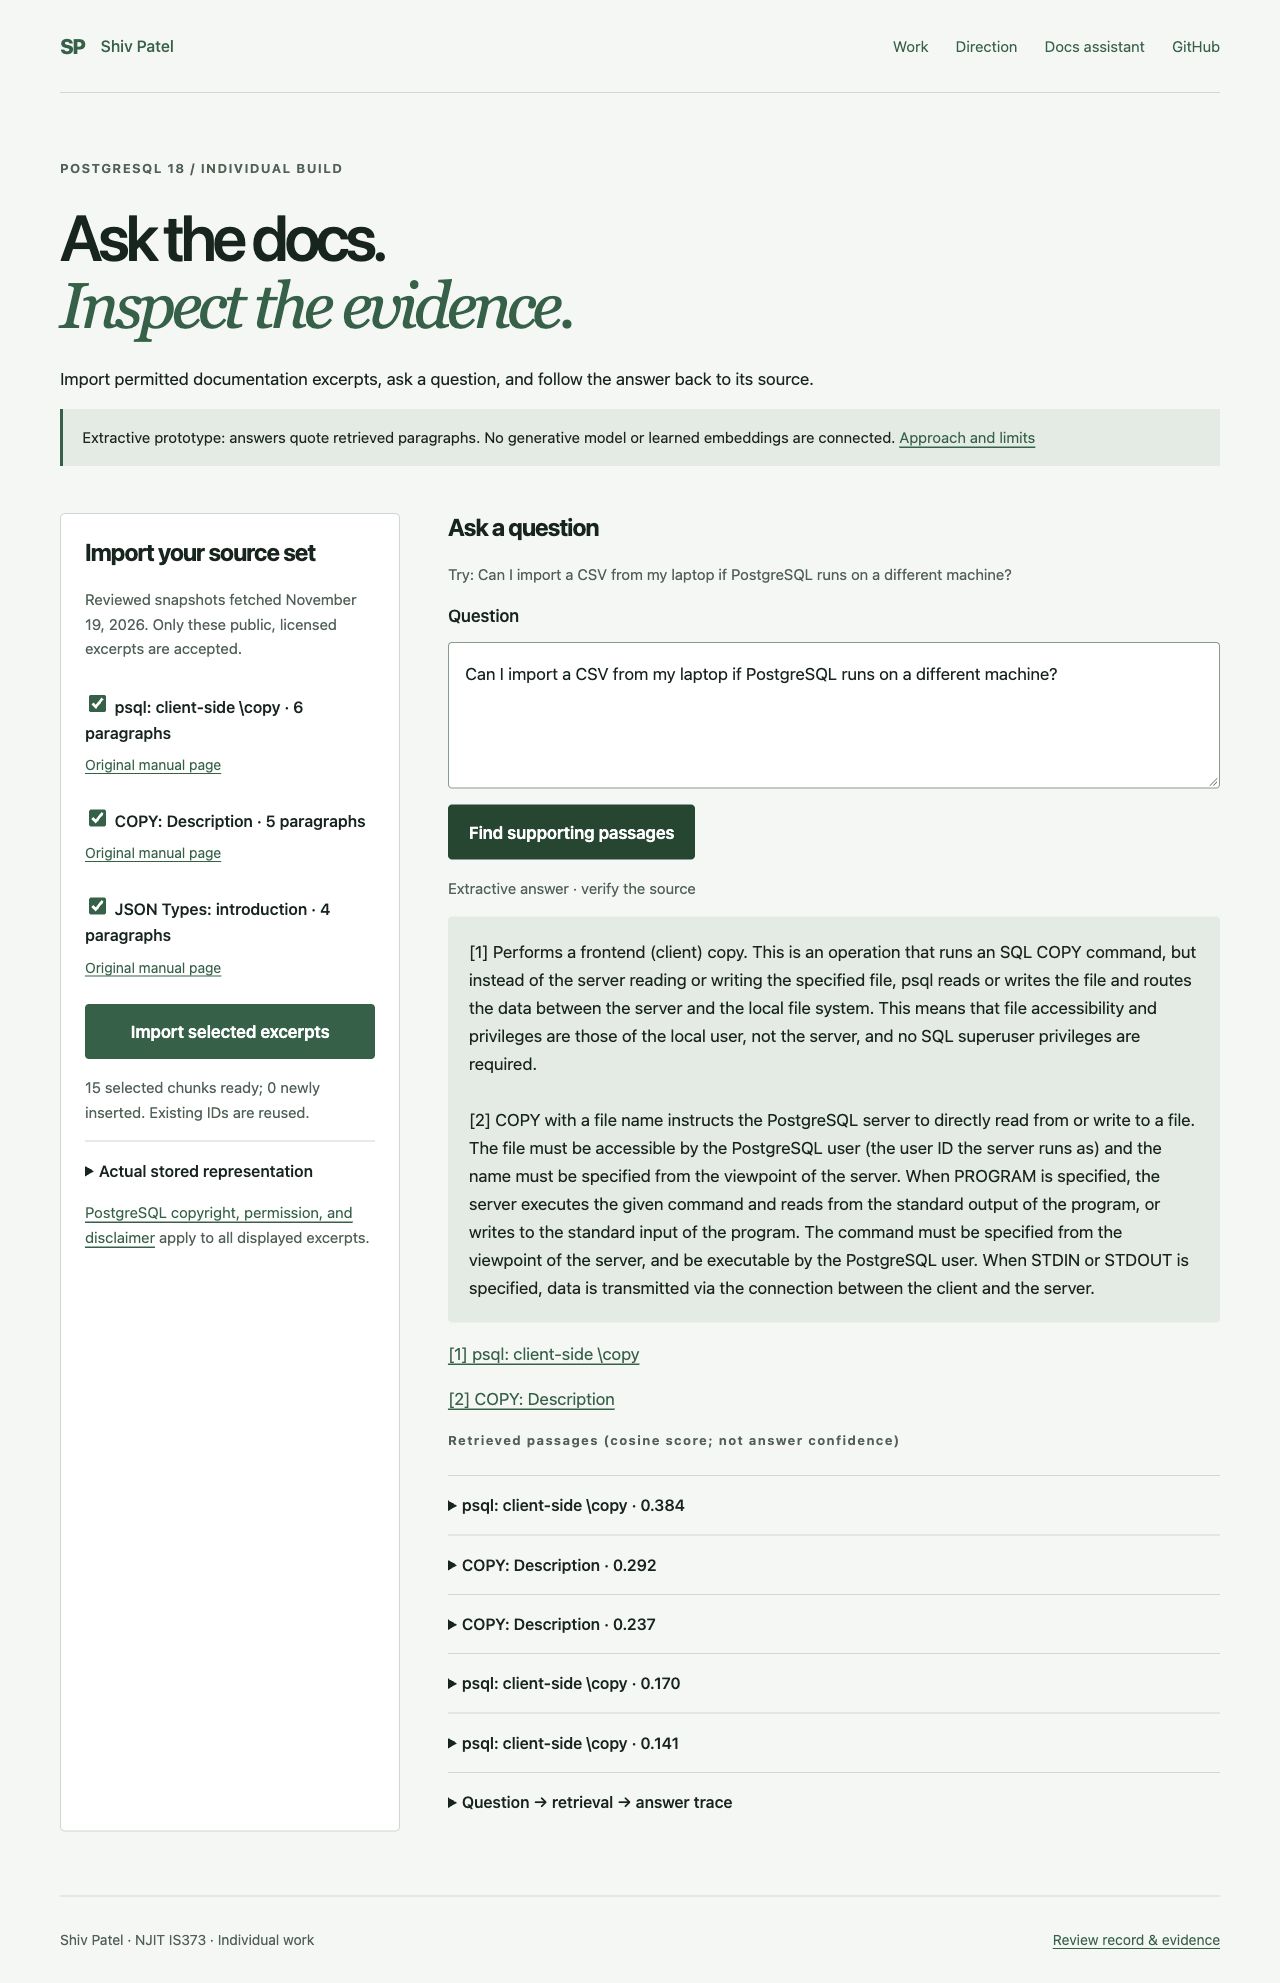 SP Shiv Patel
Work Direction Docs assistant GitHub
POSTGRESQL 18 / INDIVIDUAL BUILD
Ask the docs.
Inspect the evidence.
Import permitted documentation excerpts, ask a question, and follow the answer back to its source.
Extractive prototype: answers quote retrieved paragraphs. No generative model or learned embeddings are connected. Approach and limits
Import your source set
Reviewed snapshots fetched November
19, 2026. Only these public, licensed
excerpts are accepted.
psql: client-side \copy · 6
paragraphs
Original manual page
COPY: Description · 5 paragraphs
Original manual page
JSON Types: introduction · 4
paragraphs
Original manual page
Import selected excerpts
15 selected chunks ready; 0 newly
inserted. Existing IDs are reused.
Actual stored representation
PostgreSQL copyright, permission, and
disclaimer apply to all displayed excerpts.
Ask a question
Try: Can I import a CSV from my laptop if PostgreSQL runs on a different machine?
Question
Can I import a CSV from my laptop if PostgreSQL runs on a different machine?
Find supporting passages
Extractive answer · verify the source
[1] Performs a frontend (client) copy. This is an operation that runs an SQL COPY command, but
instead of the server reading or writing the specified file, psql reads or writes the file and routes
the data between the server and the local file system. This means that file accessibility and
privileges are those of the local user, not the server, and no SQL superuser privileges are
required.
[2] COPY with a file name instructs the PostgreSQL server to directly read from or write to a file.
The file must be accessible by the PostgreSQL user (the user ID the server runs as) and the
name must be specified from the viewpoint of the server. When PROGRAM is specified, the
server executes the given command and reads from the standard output of the program, or
writes to the standard input of the program. The command must be specified from the
viewpoint of the server, and be executable by the PostgreSQL user. When STDIN or STDOUT is
specified, data is transmitted via the connection between the client and the server.
[1] psql: client-side \copy
[2] COPY: Description
Retrieved passages (cosine score; not answer confidence)
psql: client-side \copy · 0.384
COPY: Description · 0.292
COPY: Description · 0.237
psql: client-side \copy · 0.170
psql: client-side \copy · 0.141
Question → retrieval → answer trace
Shiv Patel · NJIT IS373 · Individual work
Review record & evidence